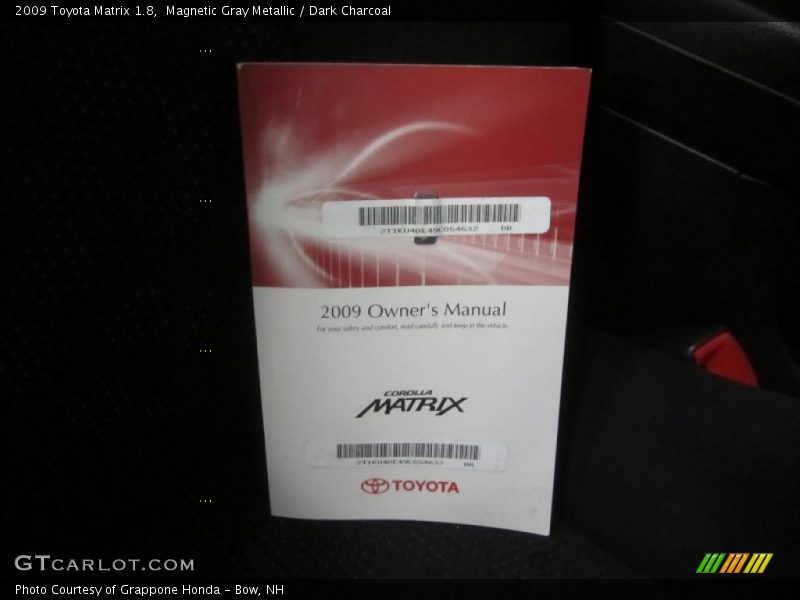 2009 Toyota Matrix 1.8,  Magnetic Gray Metallic / Dark Charcoal
2T1KU40E49C054632 BR
2009 Owner's Manual
For your safety and comfort, read carefully and keep in the vehicle.
COROLLA
MATRIX
2T1KU40E49C054632 BR
TOYOTA
GTCARLOT.COM
Photo Courtesy of Grappone Honda - Bow, NH